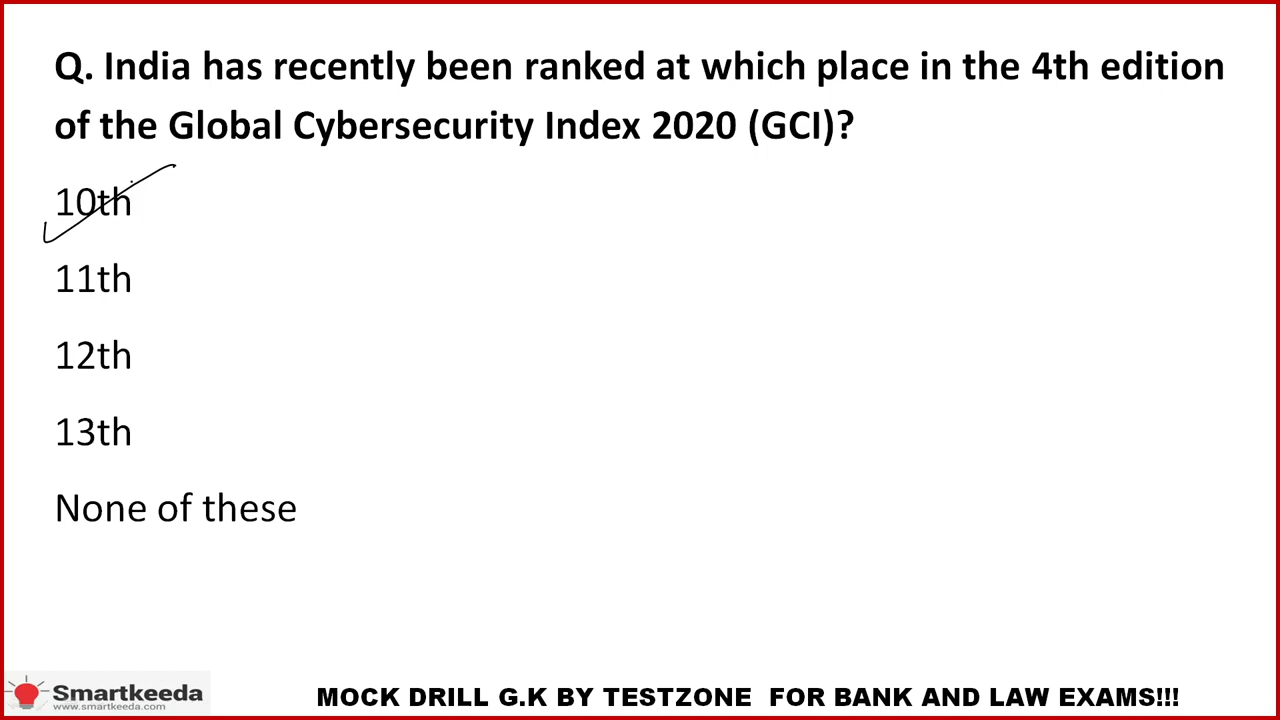 Q. India has recently been ranked at which place in the 4th edition
of the Global Cybersecurity Index 2020 (GCI)?
10th
11th
12th
13th
None of these
Smartkeeda
www.smartkeeda.com
MOCK DRILL G.K BY TESTZONE FOR BANK AND LAW EXAMS!!!